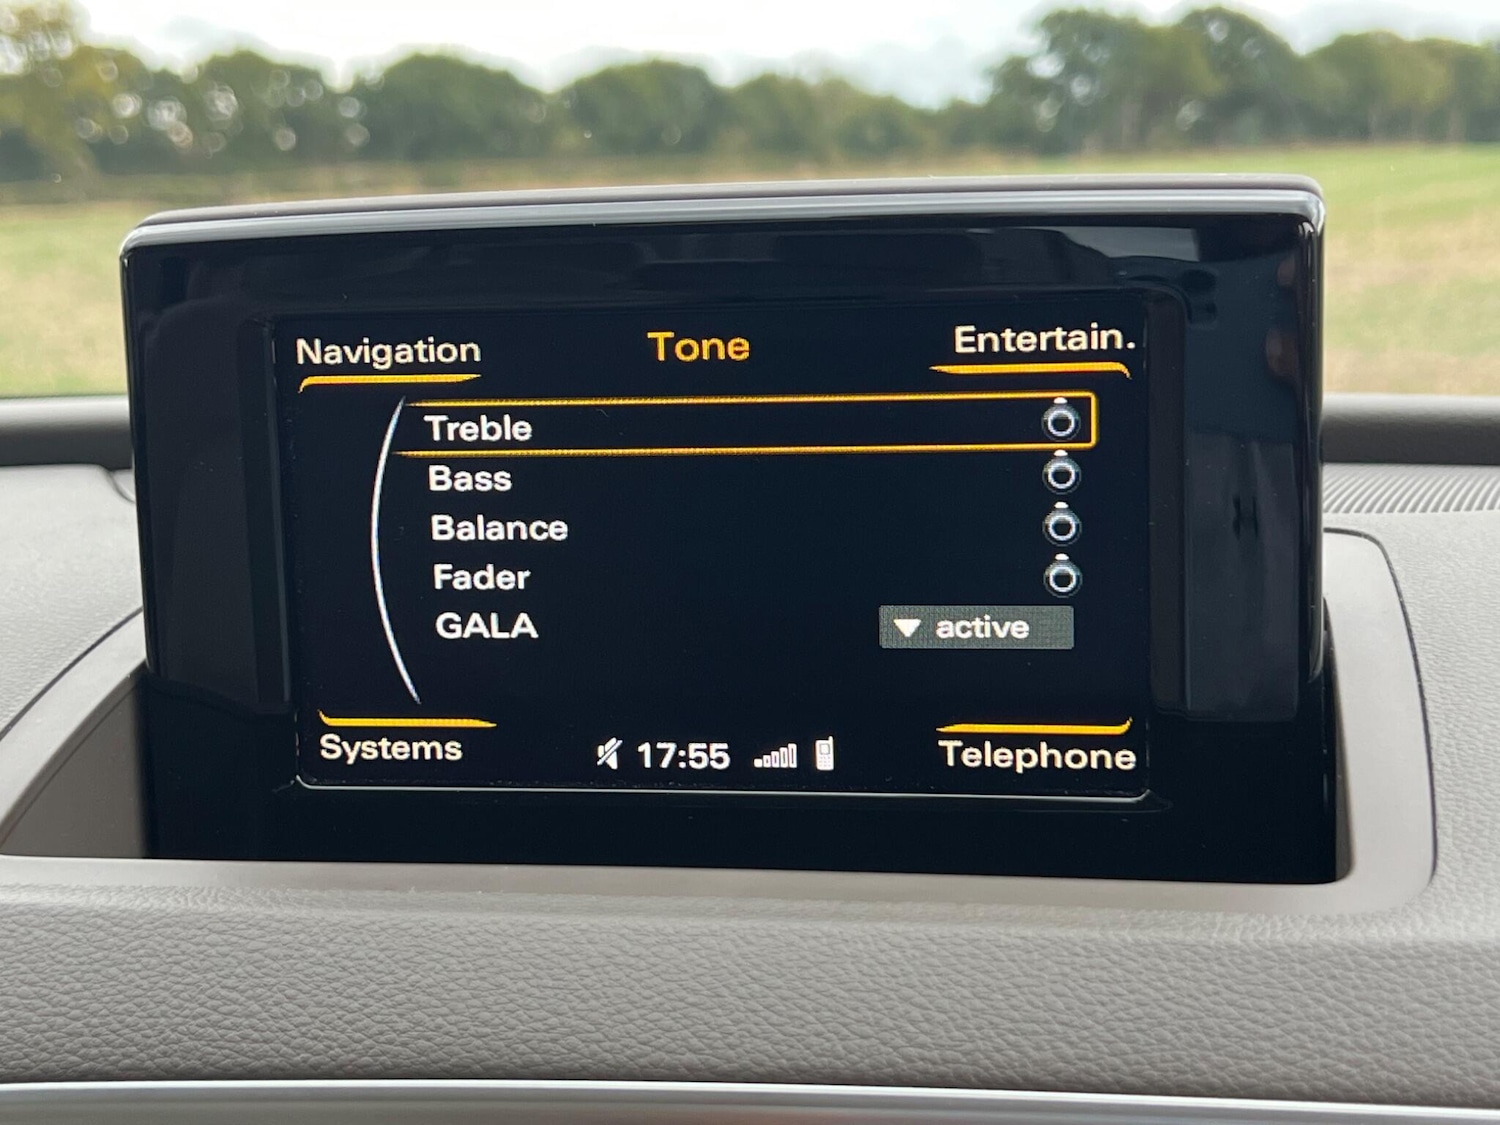 Navigation
Tone
Entertain.
Treble
Bass
Balance
Fader
GALA
active
Systems
17:55
Telephone